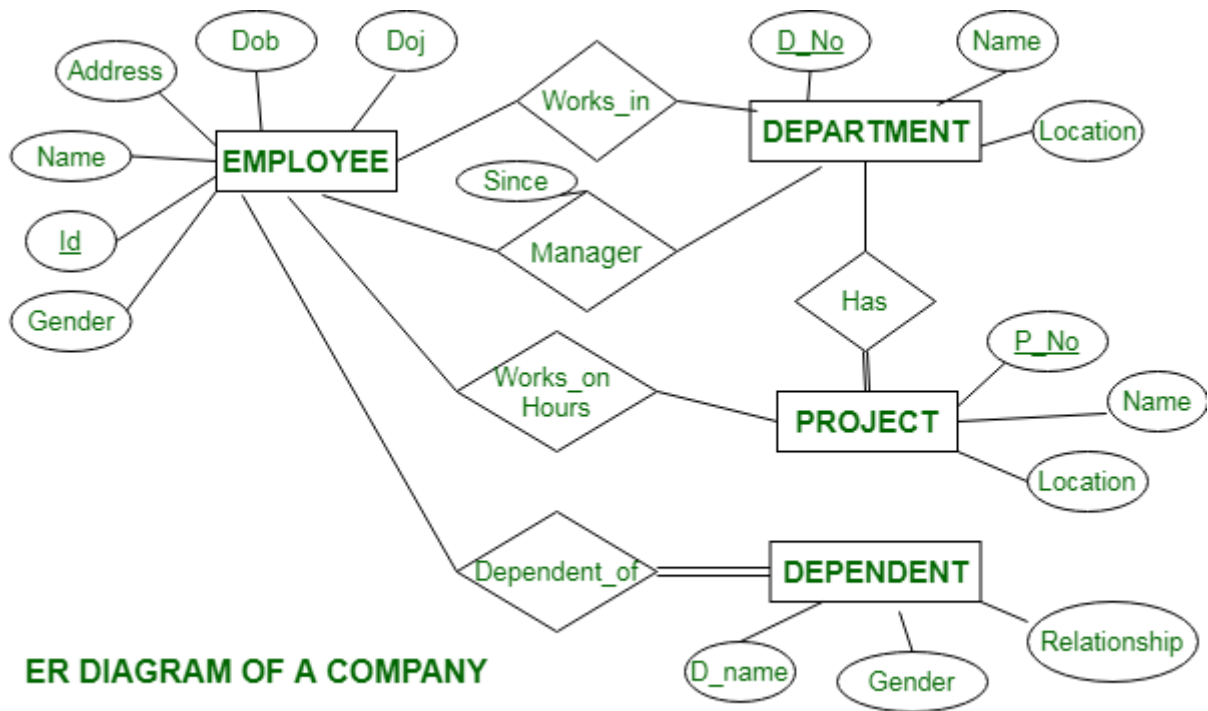 Dob
Doj
D_No
Name
Address
Works_in
DEPARTMENT
Location
Name
EMPLOYEE
Since
Id
Manager
Gender
Has
P_No
Works_on
Hours
Name
PROJECT
Location
Dependent_of
DEPENDENT
Relationship
D_name
Gender
ER DIAGRAM OF A COMPANY